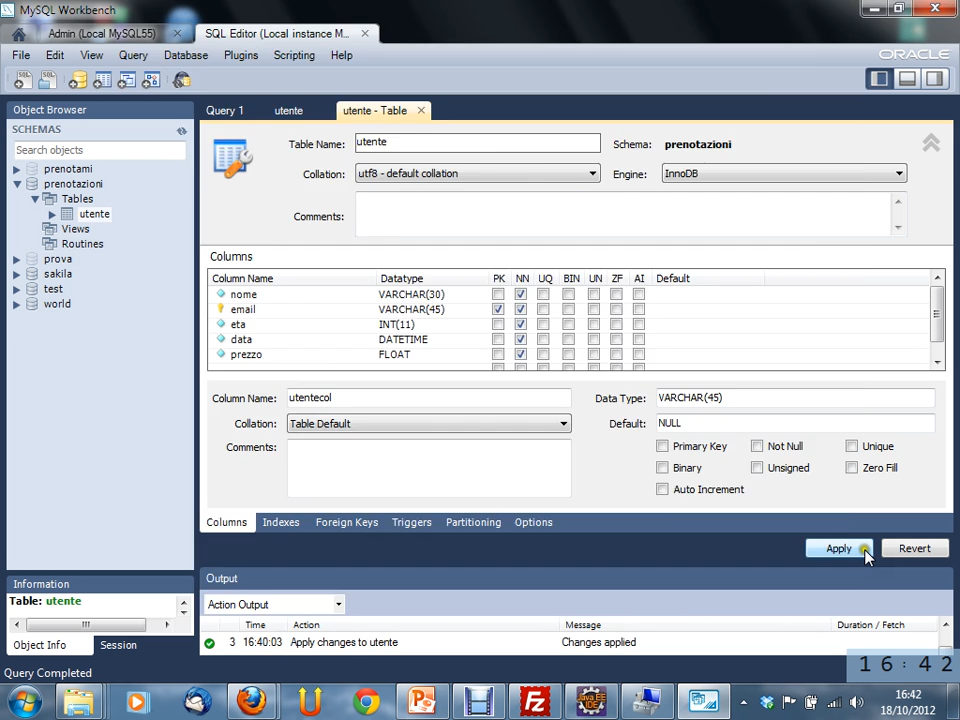 MySQL Workbench
Admin (Local MySQL55)
SQL Editor (Local instance M...
File Edit View Query Database Plugins Scripting Help
ORACLE
Object Browser
SCHEMAS
Search objects
prenotami
prenotazioni
Tables
utente
Views
Routines
prova
sakila
test
world
Query 1
utente
utente - Table
Table Name: utente
Schema: prenotazioni
Collation: utf8 - default collation
Engine: InnoDB
Comments:
Columns
Column Name Datatype PK NN UQ BIN UN ZF AI Default
nome VARCHAR(30)
email VARCHAR(45)
eta INT(11)
data DATETIME
prezzo FLOAT
Column Name: utentecol
Data Type: VARCHAR(45)
Collation: Table Default
Default: NULL
Comments:
Primary Key Not Null Unique
Binary Unsigned Zero Fill
Auto Increment
Columns Indexes Foreign Keys Triggers Partitioning Options
Apply Revert
Information
Table: utente
Object Info Session
Output
Action Output
Time Action Message Duration / Fetch
3 16:40:03 Apply changes to utente Changes applied
Query Completed
16:42
16:42
18/10/2012